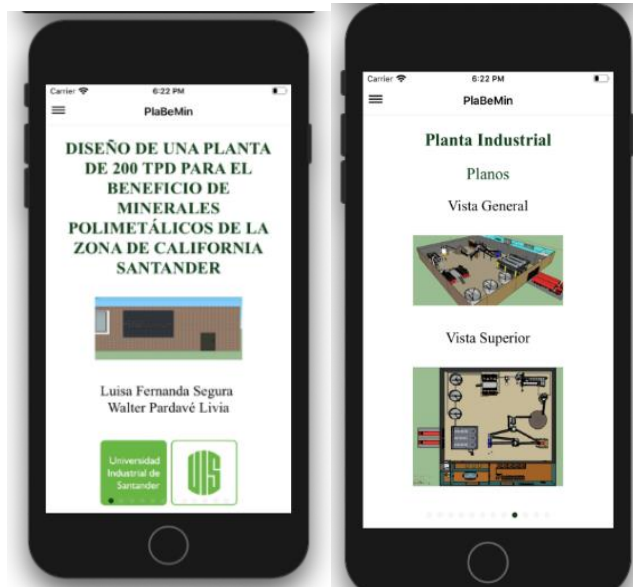 Carrier
6:22 PM
PlaBeMin
DISEÑO DE UNA PLANTA
DE 200 TPD PARA EL
BENEFICIO DE
MINERALES
POLIMETÁLICOS DE LA
ZONA DE CALIFORNIA
SANTANDER
Luisa Fernanda Segura
Walter Pardavé Livia
Universidad
Industrial de
Santander
UIS
Carrier
6:22 PM
PlaBeMin
Planta Industrial
Planos
Vista General
Vista Superior